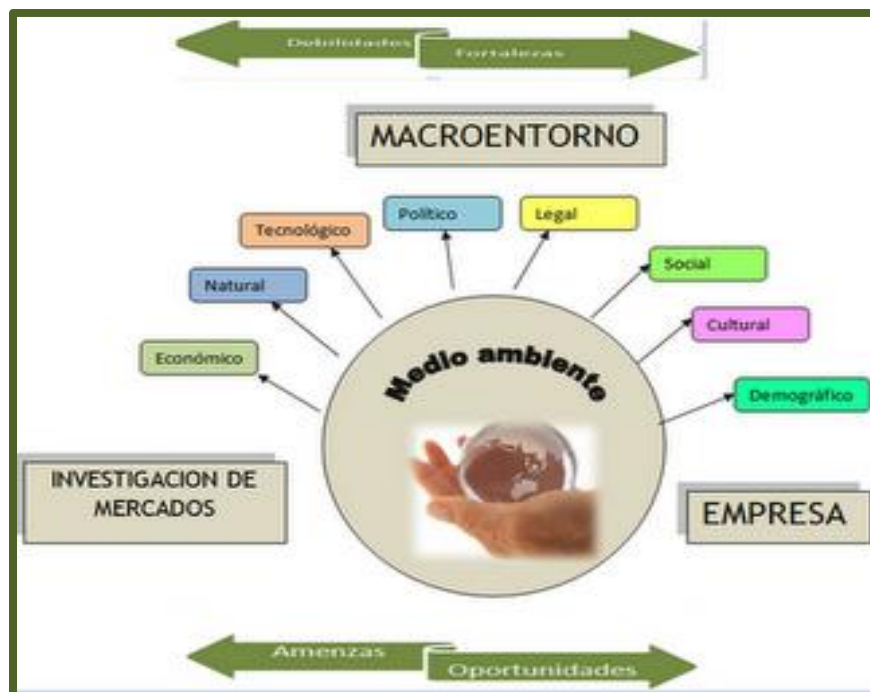 Debilidades
Fortalezas
MACROENTORNO
Político
Legal
Tecnológico
Social
Natural
Cultural
Económico
Demográfico
Medio ambiente
INVESTIGACION DE
MERCADOS
EMPRESA
Amenzas
Oportunidades